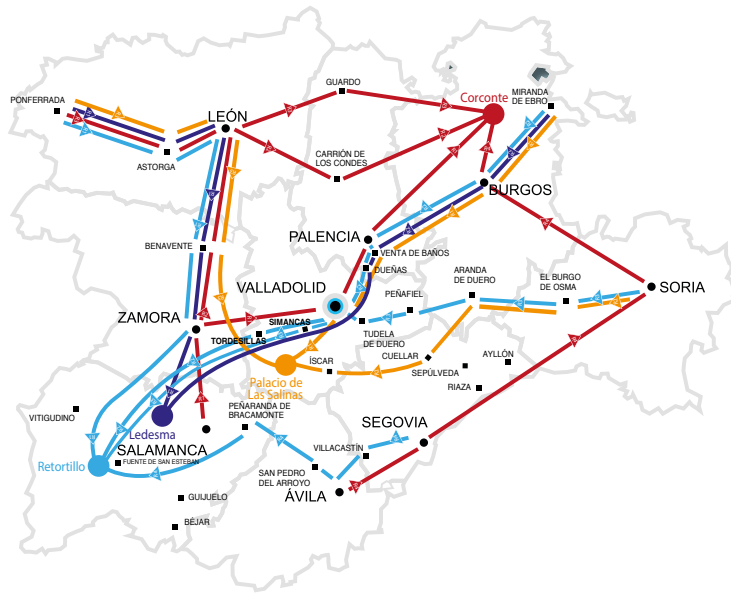 GUARDO
Corconte
MIRANDA
DE EBRO
PONFERRADA
LEÓN
ASTORGA
CARRIÓN DE
LOS CONDES
BURGOS
PALENCIA
BENAVENTE
VENTA DE BAÑOS
DUEÑAS
VALLADOLID
ARANDA
DE DUERO
EL BURGO
DE OSMA
SORIA
PEÑAFIEL
ZAMORA
SIMANCAS
TORDESILLAS
TUDELA
DE DUERO
ÍSCAR
CUELLAR
AYLLÓN
SEPÚLVEDA
RIAZA
Palacio de
Las Salinas
VITIGUDINO
PEÑARANDA DE
BRACAMONTE
Ledesma
SEGOVIA
SALAMANCA
VILLACASTÍN
FUENTE DE SAN ESTEBAN
Retortillo
SAN PEDRO
DEL ARROYO
ÁVILA
GUIJUELO
BÉJAR